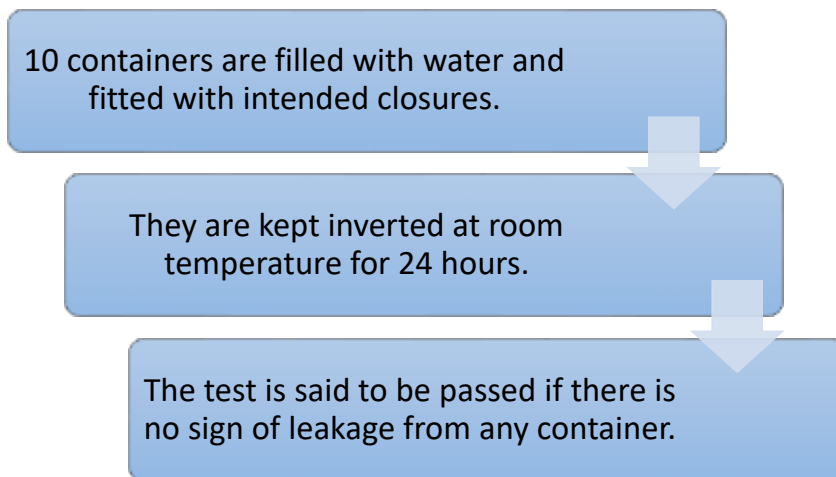 10 containers are filled with water and
fitted with intended closures.
They are kept inverted at room
temperature for 24 hours.
The test is said to be passed if there is
no sign of leakage from any container.